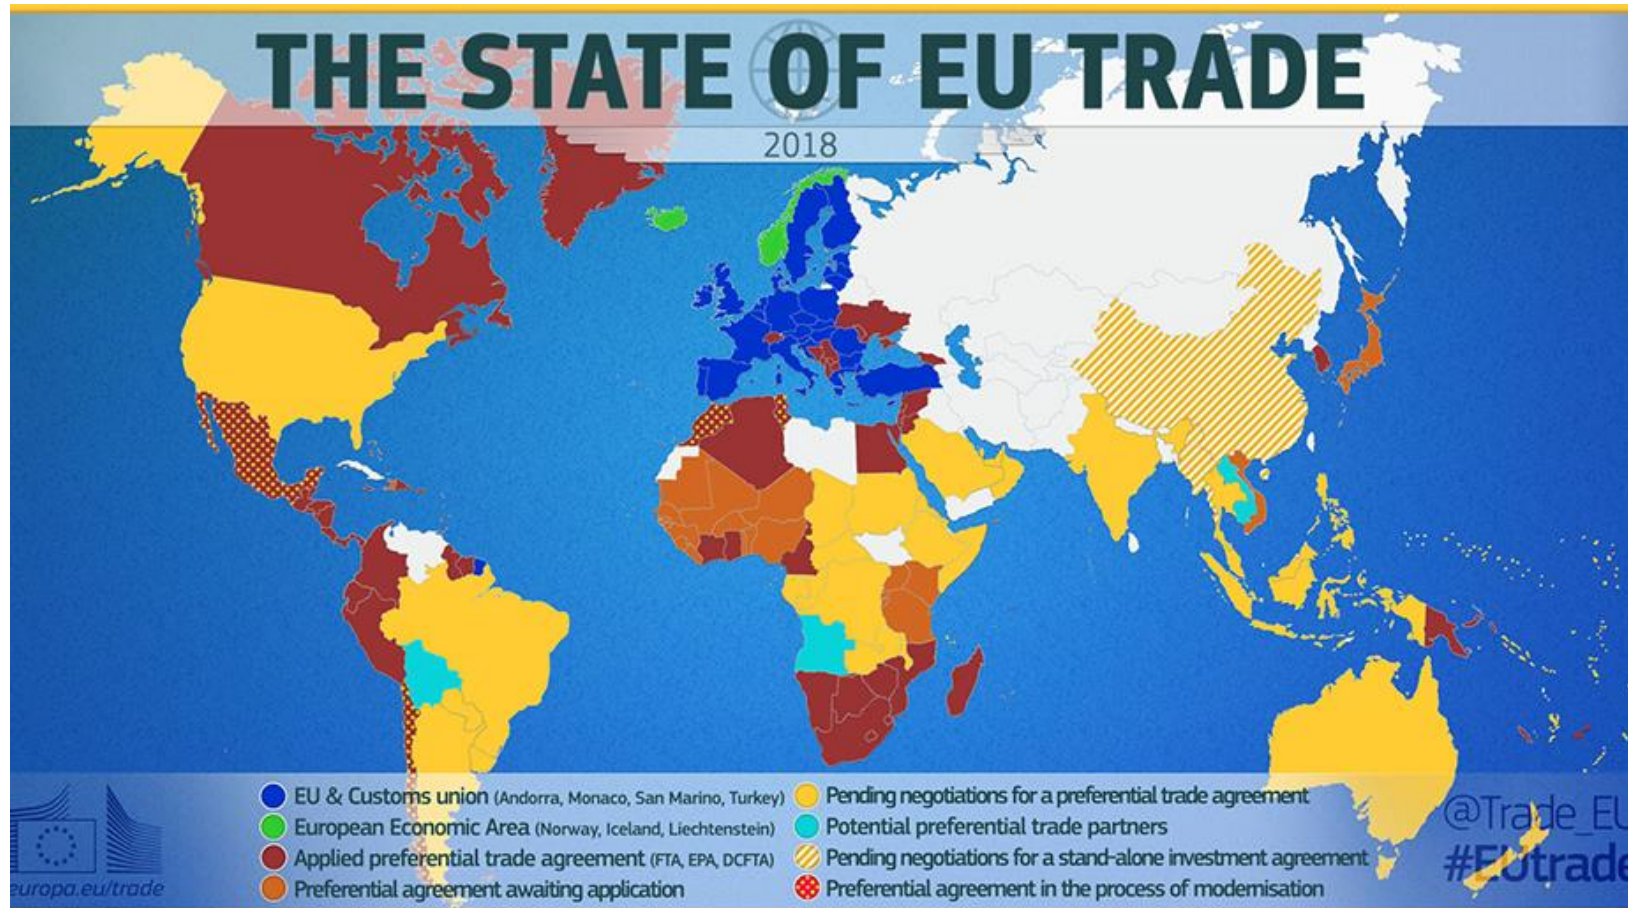 THE STATE OF EU TRADE
2018
EU & Customs union (Andorra, Monaco, San Marino, Turkey)
European Economic Area (Norway, Iceland, Liechtenstein)
Applied preferential trade agreement (FTA, EPA, DCFTA)
Preferential agreement awaiting application
Pending negotiations for a preferential trade agreement
Potential preferential trade partners
Pending negotiations for a stand-alone investment agreement
Preferential agreement in the process of modernisation
europa.eu/trade
@Trade_EU
#EUtrade